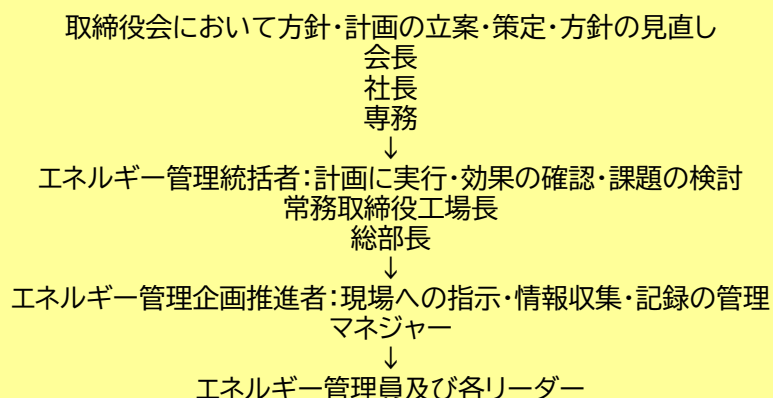 取締役会において方針・計画の立案・策定・方針の見直し
会長
社長
専務
↓
エネルギー管理統括者：計画に実行・効果の確認・課題の検討
常務取締役工場長
総部長
↓
エネルギー管理企画推進者：現場への指示・情報収集・記録の管理
マネジャー
↓
エネルギー管理員及び各リーダー